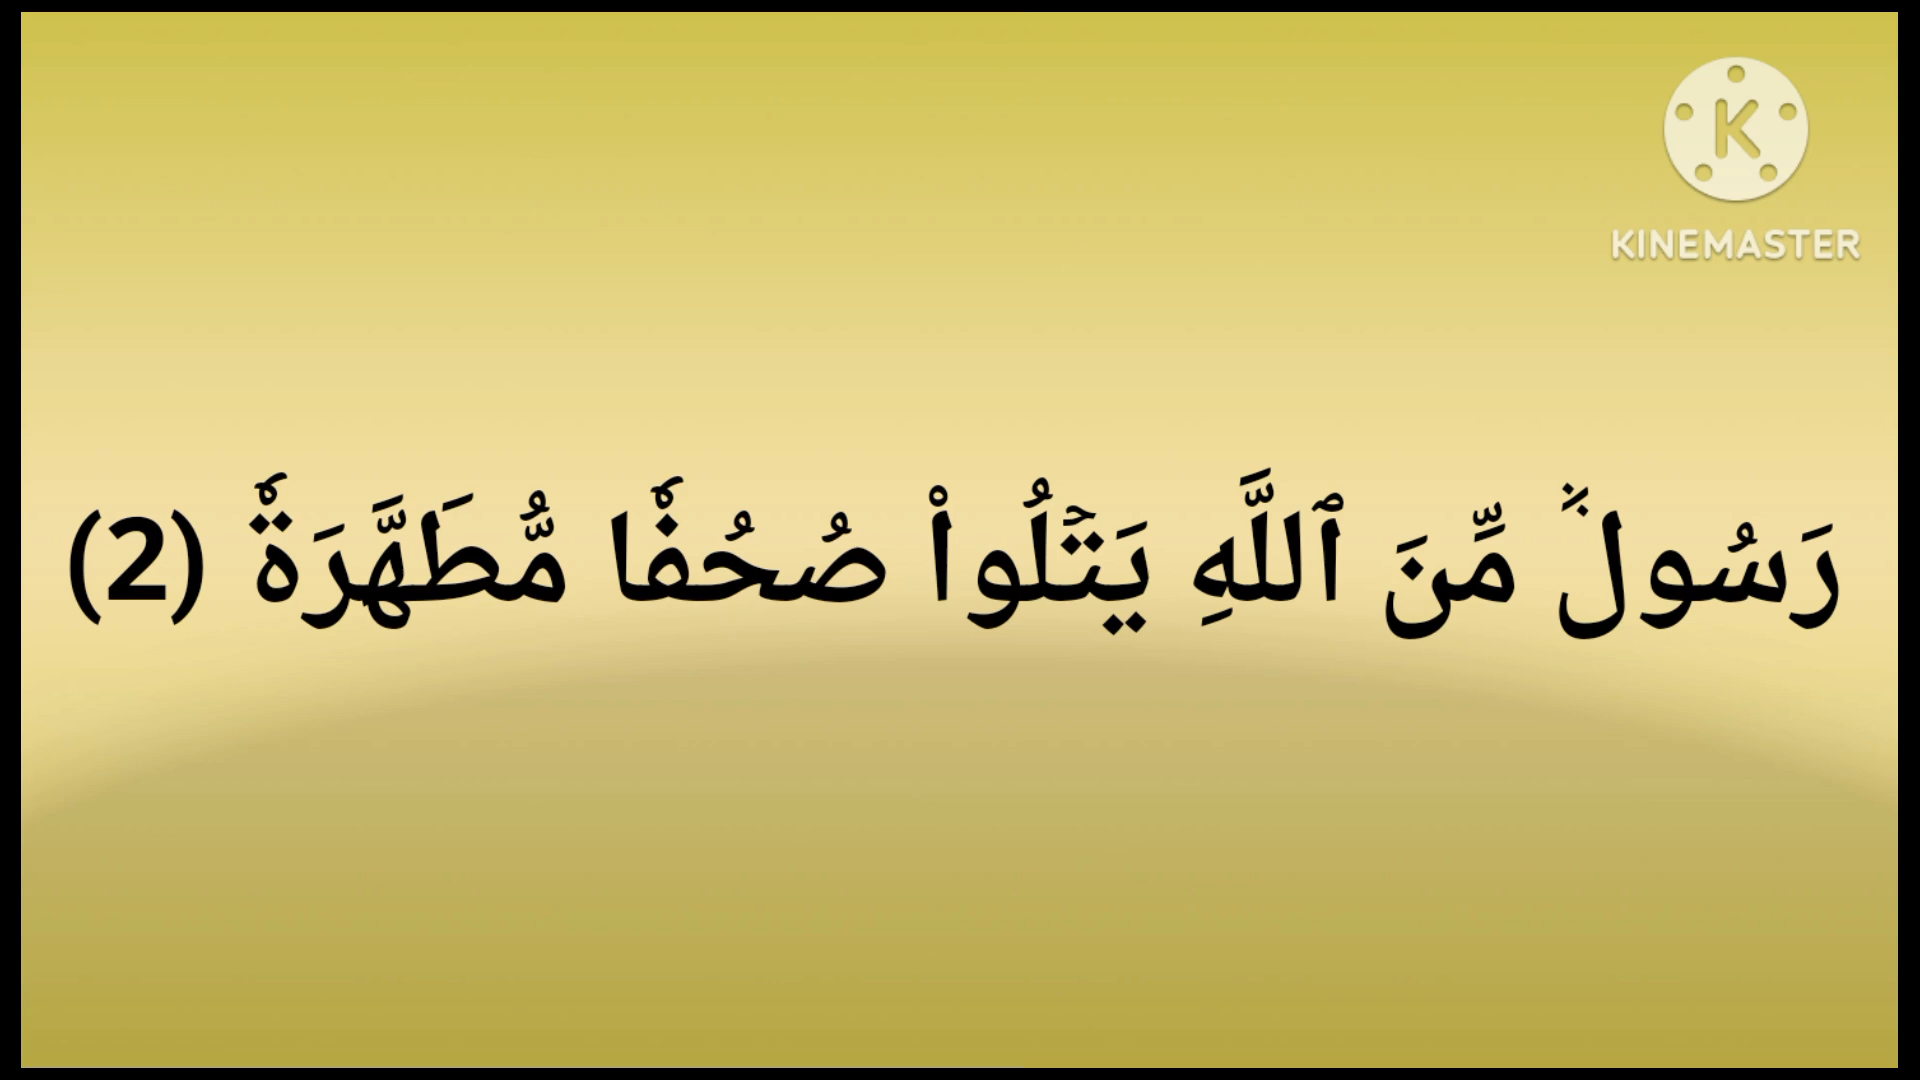 KINEMASTER
رَسُولٞ مِّنَ ٱللَّهِ يَتۡلُواْ صُحُفٗا مُّطَهَّرَةٗ (2)